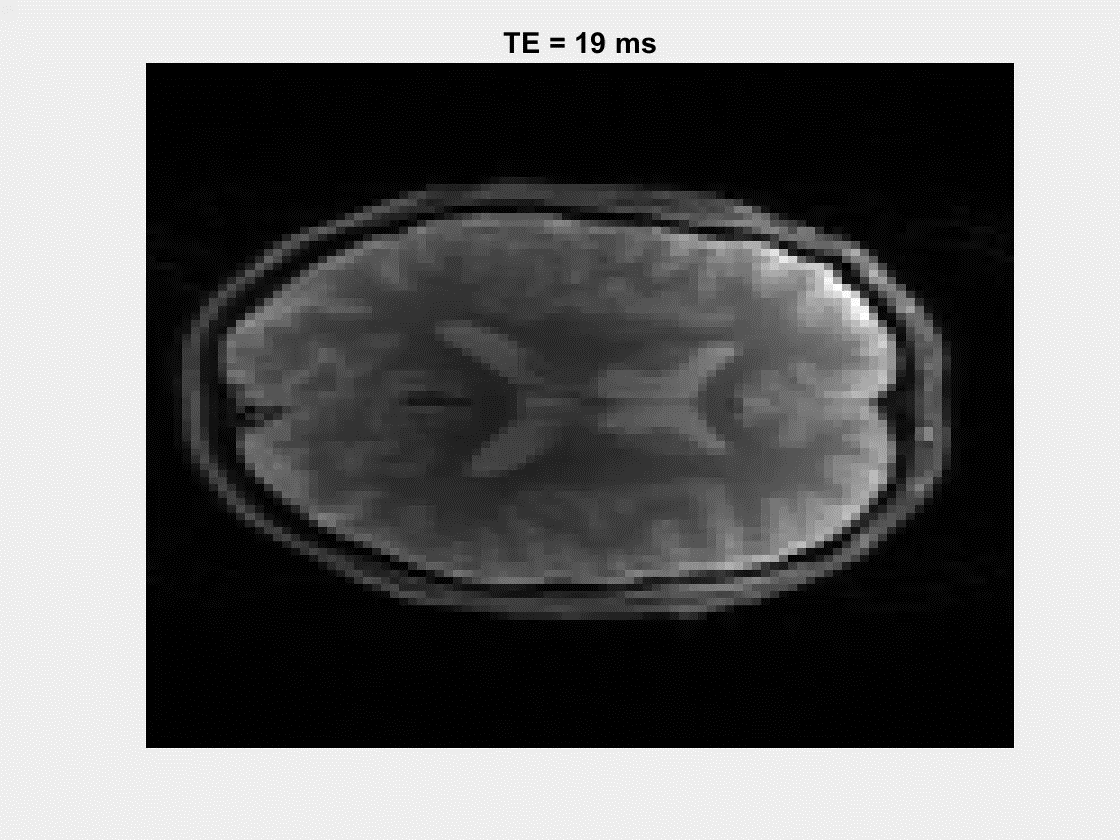 TE = 19 ms